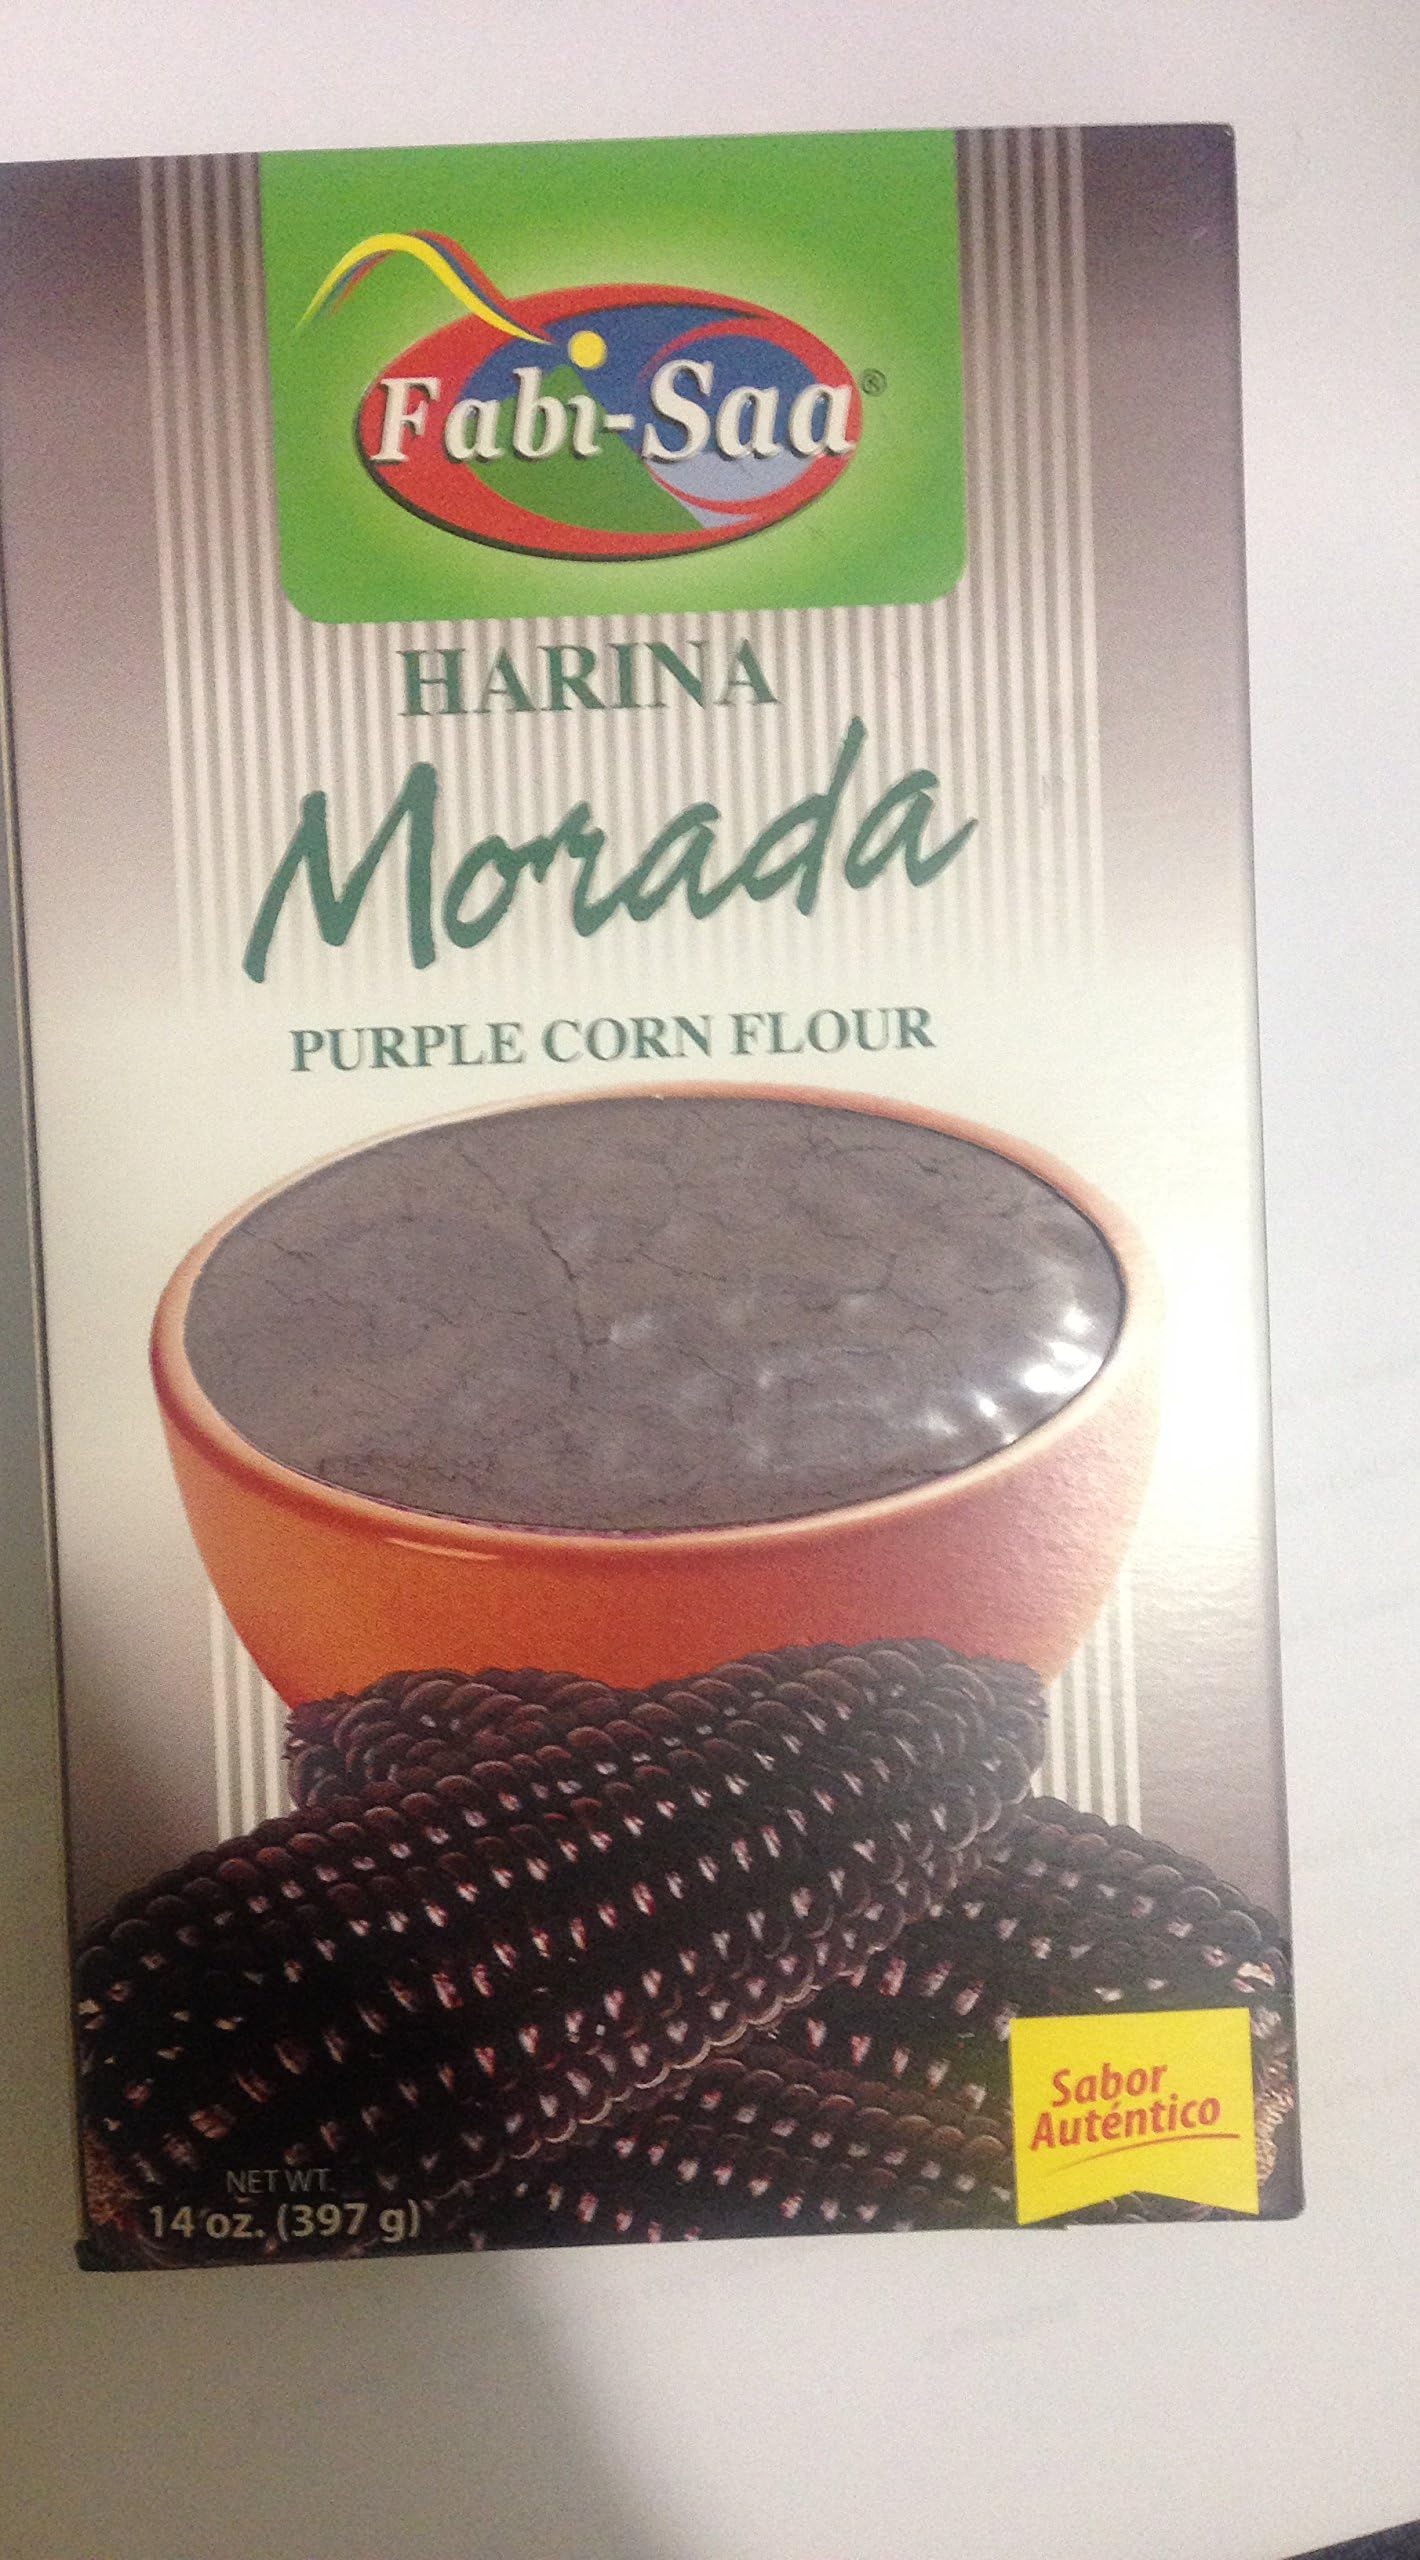 Fabi-Saa®
HARINA
Morada
PURPLE CORN FLOUR
Sabor
Auténtico
NET WT.
14 oz. (397 g)